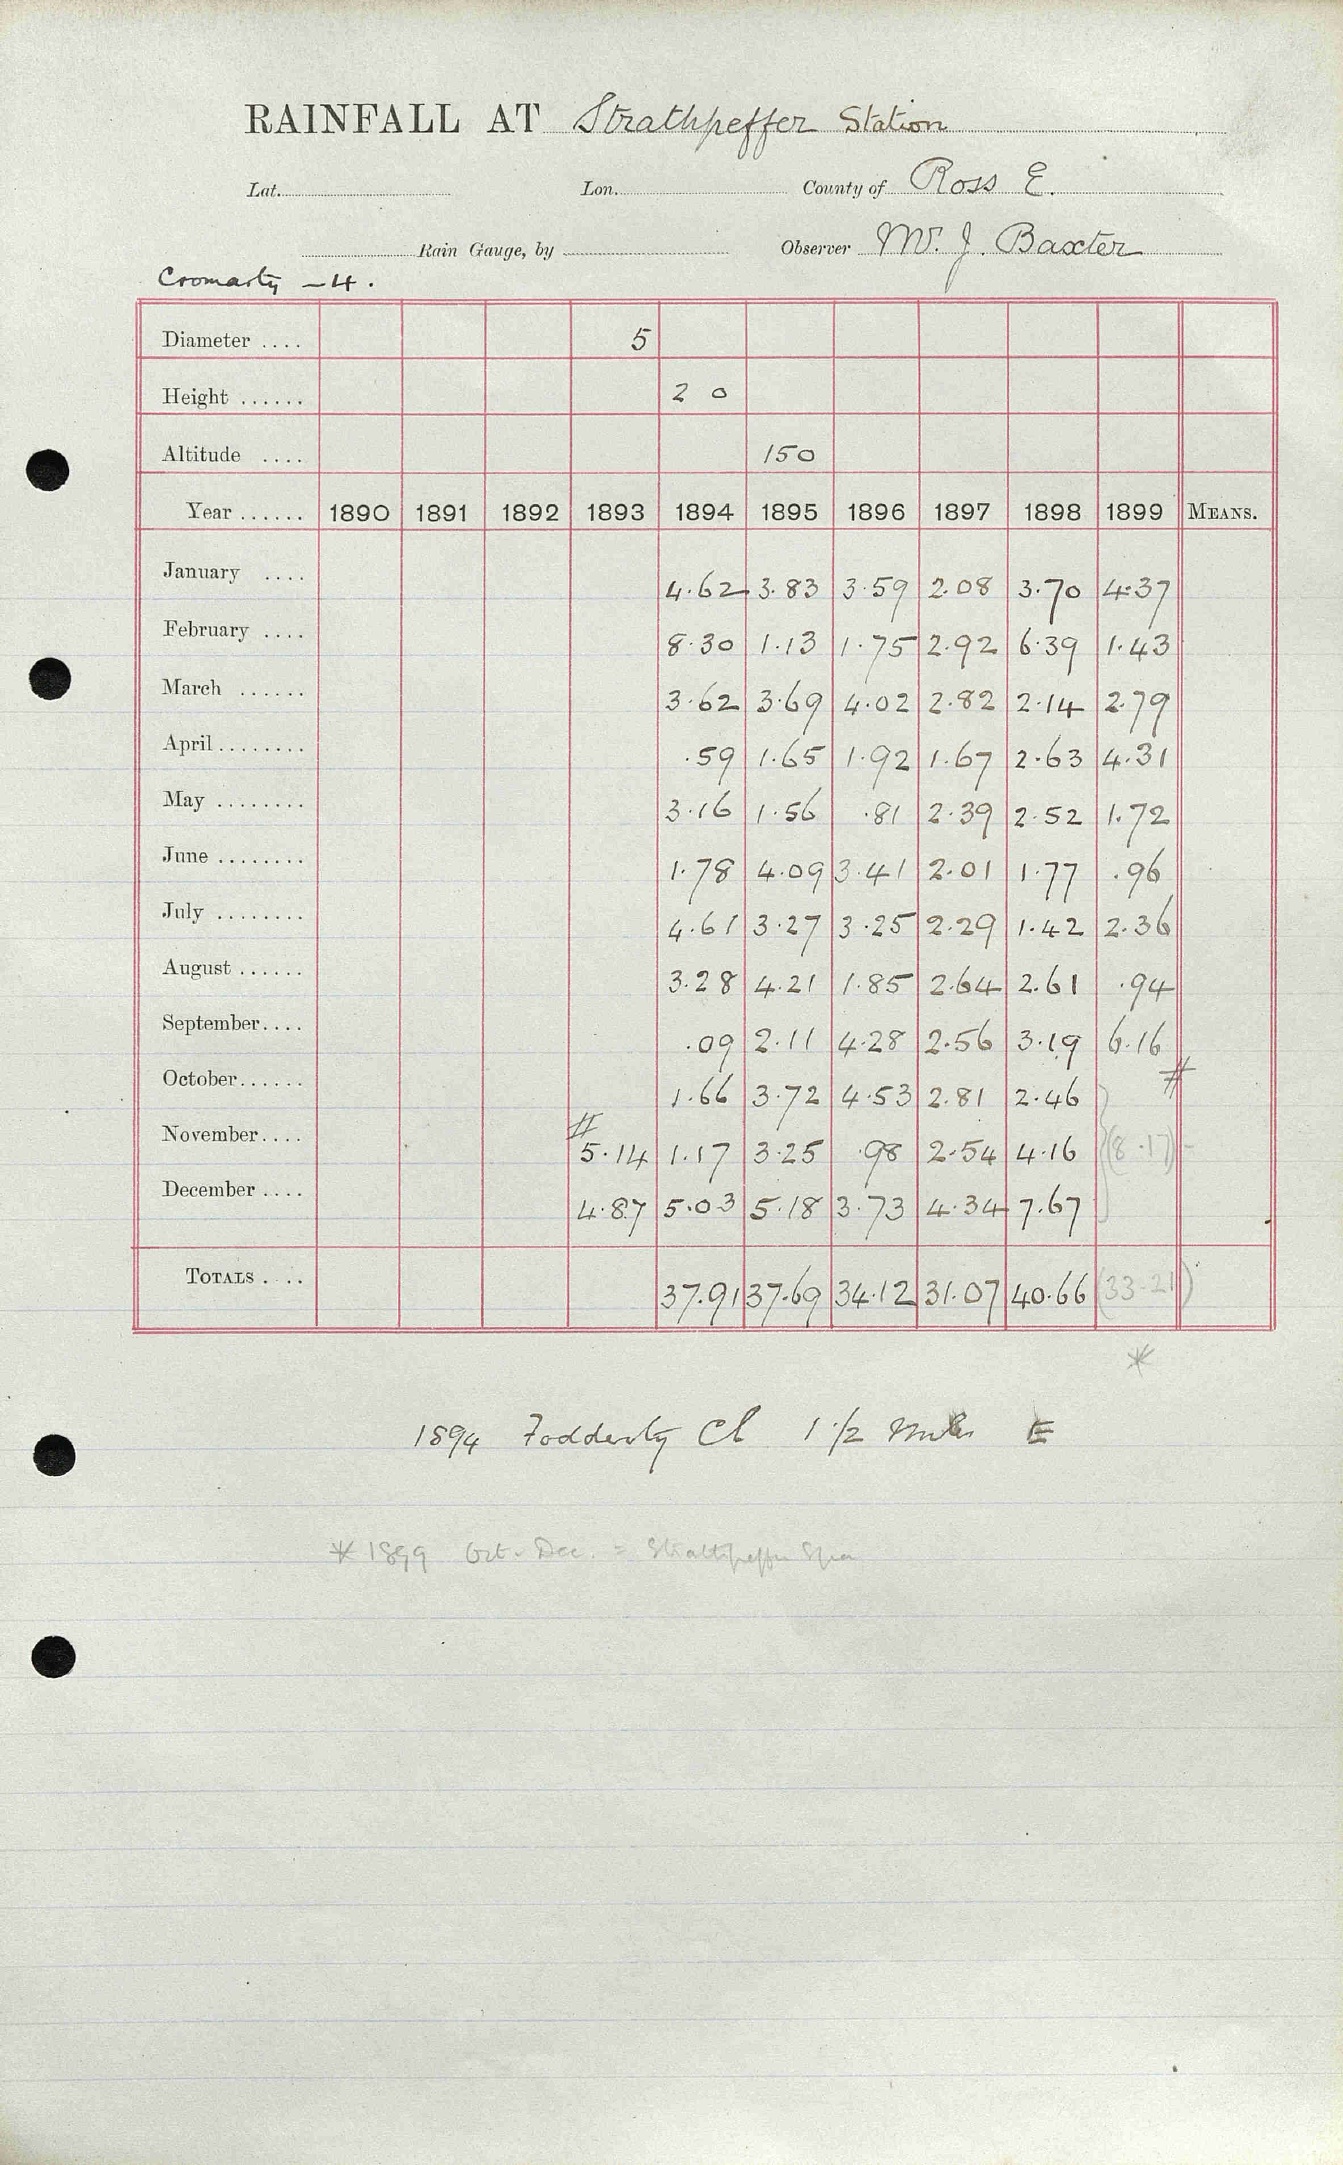 RAINFALL AT Strathpeffer Station
Lat. Lon. County of Ross E.
Rain Gauge, by Observer Mr. J. Baxter
Cromarty - 4.
Diameter .... 5
Height ...... 2 0
Altitude .... 150
Year ...... 1890 1891 1892 1893 1894 1895 1896 1897 1898 1899 MEANS.
January .... 4.62 3.83 3.59 2.08 3.70 4.37
February .... 8.30 1.13 1.75 2.92 6.39 1.43
March ...... 3.62 3.69 4.02 2.82 2.14 2.79
April ........ .59 1.65 1.92 1.67 2.63 4.31
May ........ 3.16 1.56 .81 2.39 2.52 1.72
June ........ 1.78 4.09 3.41 2.01 1.77 .96
July ........ 4.61 3.27 3.25 2.29 1.42 2.36
August ...... 3.28 4.21 1.85 2.64 2.61 .94
September.... .09 2.11 4.28 2.56 3.19 6.16
October...... 1.66 3.72 4.53 2.81 2.46 #
November.... # 5.14 1.17 3.25 .98 2.54 4.16 (8.17) -
December .... 4.87 5.03 5.18 3.73 4.34 7.67
TOTALS .... 37.91 37.69 34.12 31.07 40.66 (33.21)
*
1894 Fodderty Cl 1 1/2 Miles E
* 1899 Oct-Dec. = Strathpeffer Spa